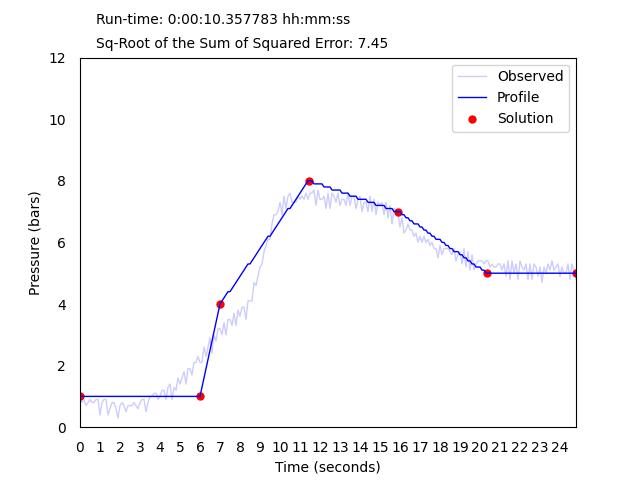 Run-time: 0:00:10.357783 hh:mm:ss
Sq-Root of the Sum of Squared Error: 7.45
12
10
8
6
4
2
0
Pressure (bars)
Observed
Profile
Solution
0 1 2 3 4 5 6 7 8 9 10 11 12 13 14 15 16 17 18 19 20 21 22 23 24
Time (seconds)